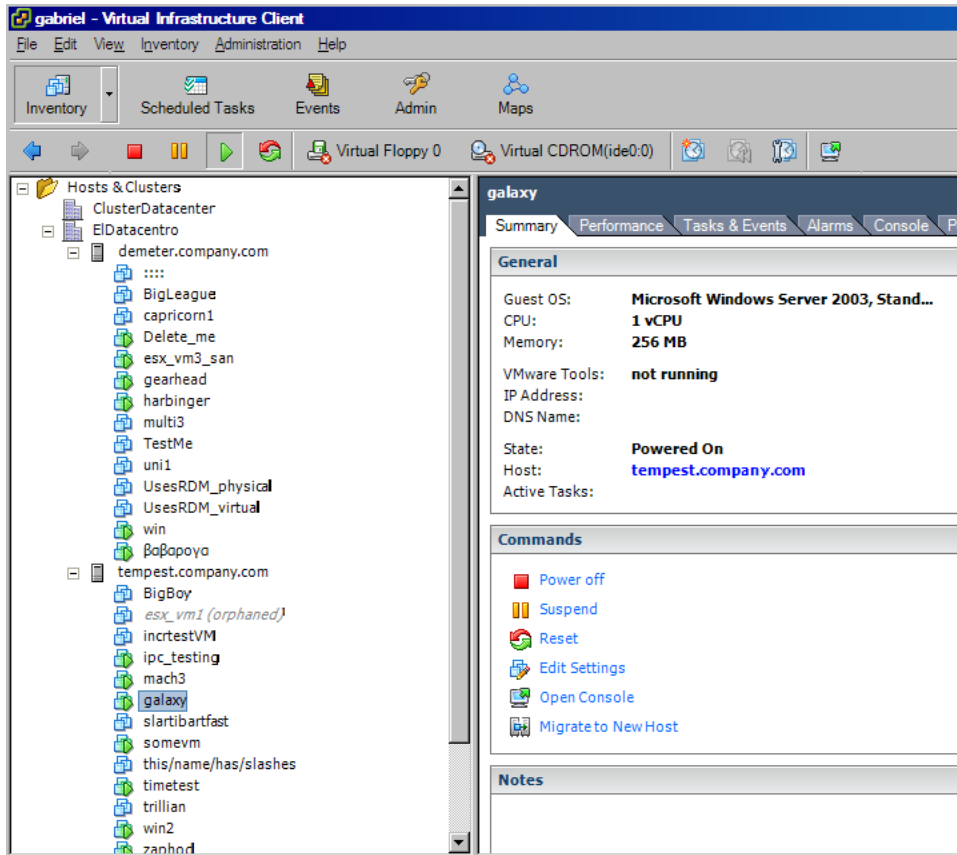 gabriel - Virtual Infrastructure Client
File Edit View Inventory Administration Help
Inventory Scheduled Tasks Events Admin Maps
Virtual Floppy 0 Virtual CDROM(ide0:0)
Hosts & Clusters
ClusterDatacenter
ElDatacentro
demeter.company.com
::::
BigLeague
capricorn1
Delete_me
esx_vm3_san
gearhead
harbinger
multi3
TestMe
uni1
UsesRDM_physical
UsesRDM_virtual
win
βαβαρογα
tempest.company.com
BigBoy
esx_vm1 (orphaned)
incrtestVM
ipc_testing
mach3
galaxy
slartibartfast
somevm
this/name/has/slashes
timetest
trillian
win2
zaphod
galaxy
Summary Performance Tasks & Events Alarms Console P
General
Guest OS: Microsoft Windows Server 2003, Stand...
CPU: 1 vCPU
Memory: 256 MB
VMware Tools: not running
IP Address:
DNS Name:
State: Powered On
Host: tempest.company.com
Active Tasks:
Commands
Power off
Suspend
Reset
Edit Settings
Open Console
Migrate to New Host
Notes